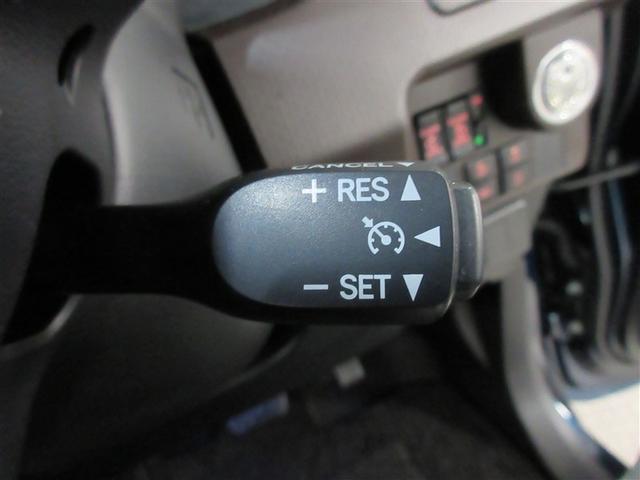 CANCEL▼
+ RES ▲
◀
− SET ▼